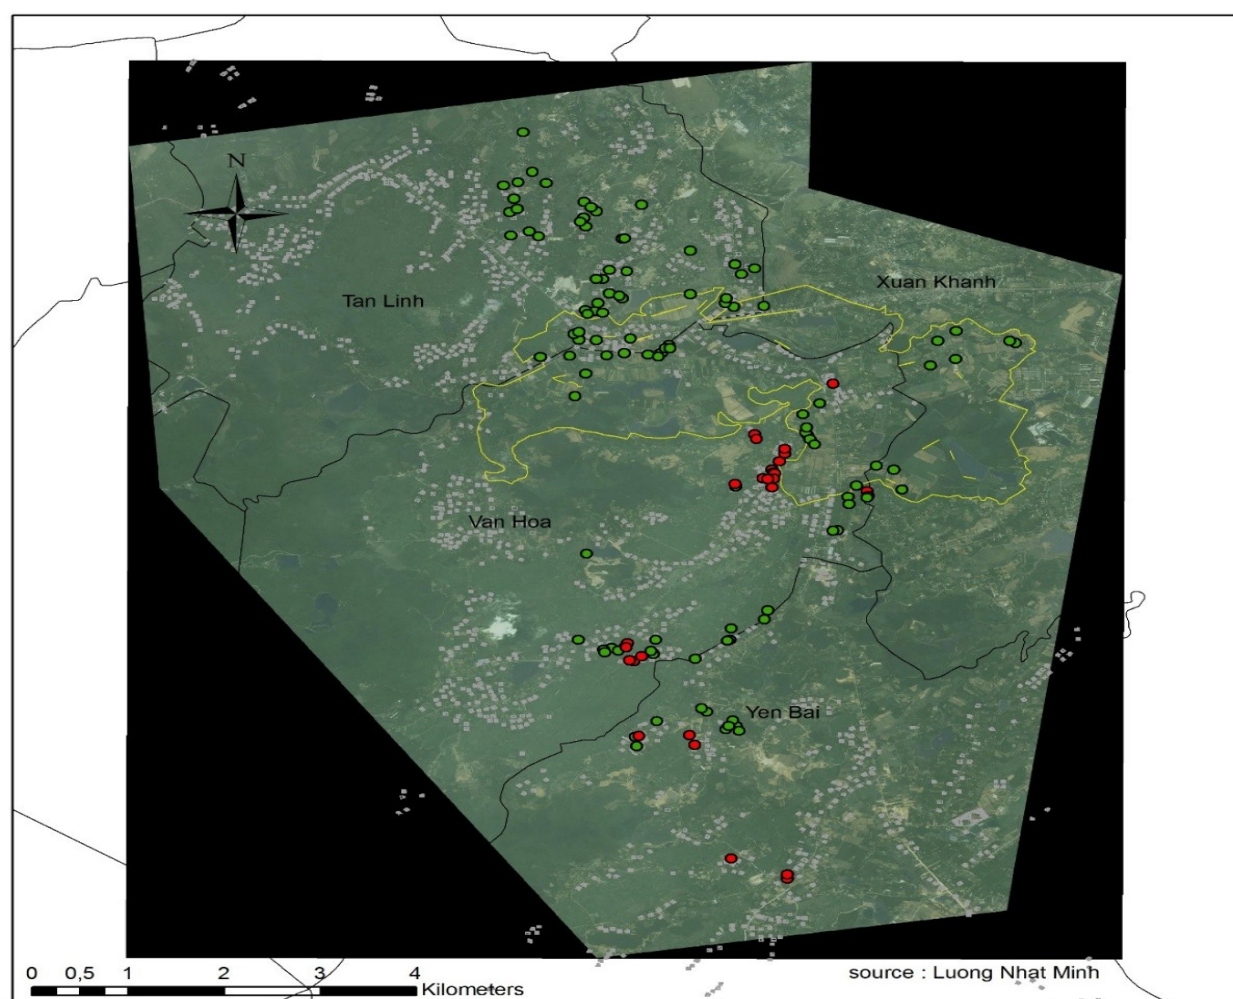 N
Xuan Khanh
Tan Linh
Van Hoa
Yen Bai
0 0,5 1 2 3 4
Kilometers
source : Luong Nhat Minh